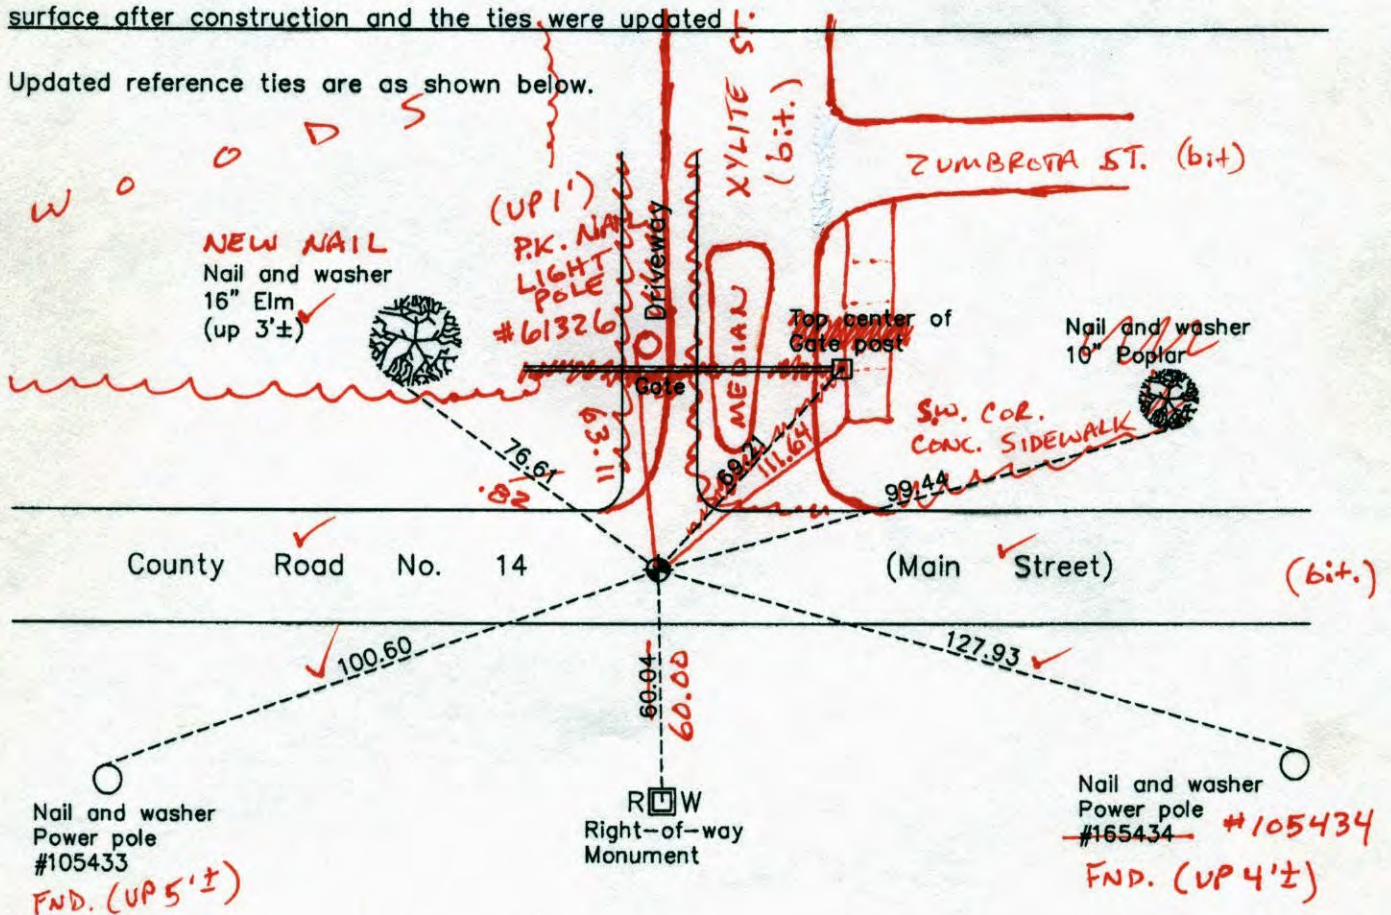 surface after construction and the ties were updated
Updated reference ties are as shown below.
WOODS
XYLITE ST.
(bit.)
ZUMBROTA ST. (bit)
NEW NAIL
Nail and washer
16" Elm
(up 3'±)
(UP 1')
P.K. NAIL
LIGHT
POLE
#61326
Driveway
MEDIAN
Top center of
Gate post
Gate
Nail and washer
10" Poplar
S.W. COR.
CONC. SIDEWALK
76.61
.82
63.11
69.21
111.64
99.44
County Road No. 14 (Main Street) (bit.)
100.60
60.04
60.00
127.93
Nail and washer
Power pole
#105433
FND. (UP 5'±)
R W
Right-of-way
Monument
Nail and washer
Power pole
#165434 #105434
FND. (UP 4'±)